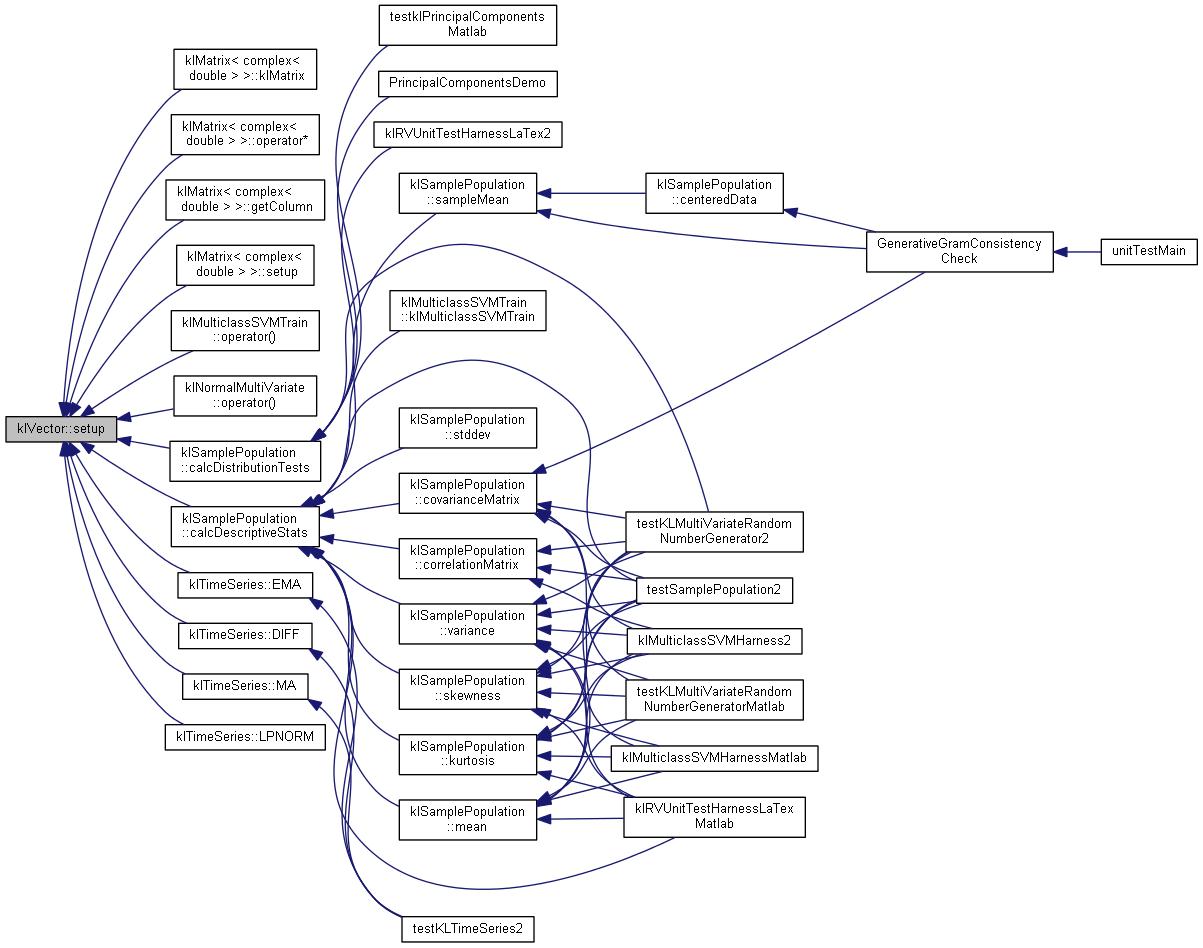 klVector::setup
klMatrix< complex<
double > >::klMatrix
klMatrix< complex<
double > >::operator*
klMatrix< complex<
double > >::getColumn
klMatrix< complex<
double > >::setup
klMulticlassSVMTrain
::operator()
klNormalMultiVariate
::operator()
klSamplePopulation
::calcDistributionTests
klSamplePopulation
::calcDescriptiveStats
klTimeSeries::EMA
klTimeSeries::DIFF
klTimeSeries::MA
klTimeSeries::LPNORM
testklPrincipalComponents
Matlab
PrincipalComponentsDemo
klRVUnitTestHarnessLaTex2
klSamplePopulation
::sampleMean
klMulticlassSVMTrain
::klMulticlassSVMTrain
klSamplePopulation
::stddev
klSamplePopulation
::covarianceMatrix
klSamplePopulation
::correlationMatrix
klSamplePopulation
::variance
klSamplePopulation
::skewness
klSamplePopulation
::kurtosis
klSamplePopulation
::mean
testKLTimeSeries2
klSamplePopulation
::centeredData
testKLMultiVariateRandom
NumberGenerator2
testSamplePopulation2
klMulticlassSVMHarness2
testKLMultiVariateRandom
NumberGeneratorMatlab
klMulticlassSVMHarnessMatlab
klRVUnitTestHarnessLaTex
Matlab
GenerativeGramConsistency
Check
unitTestMain